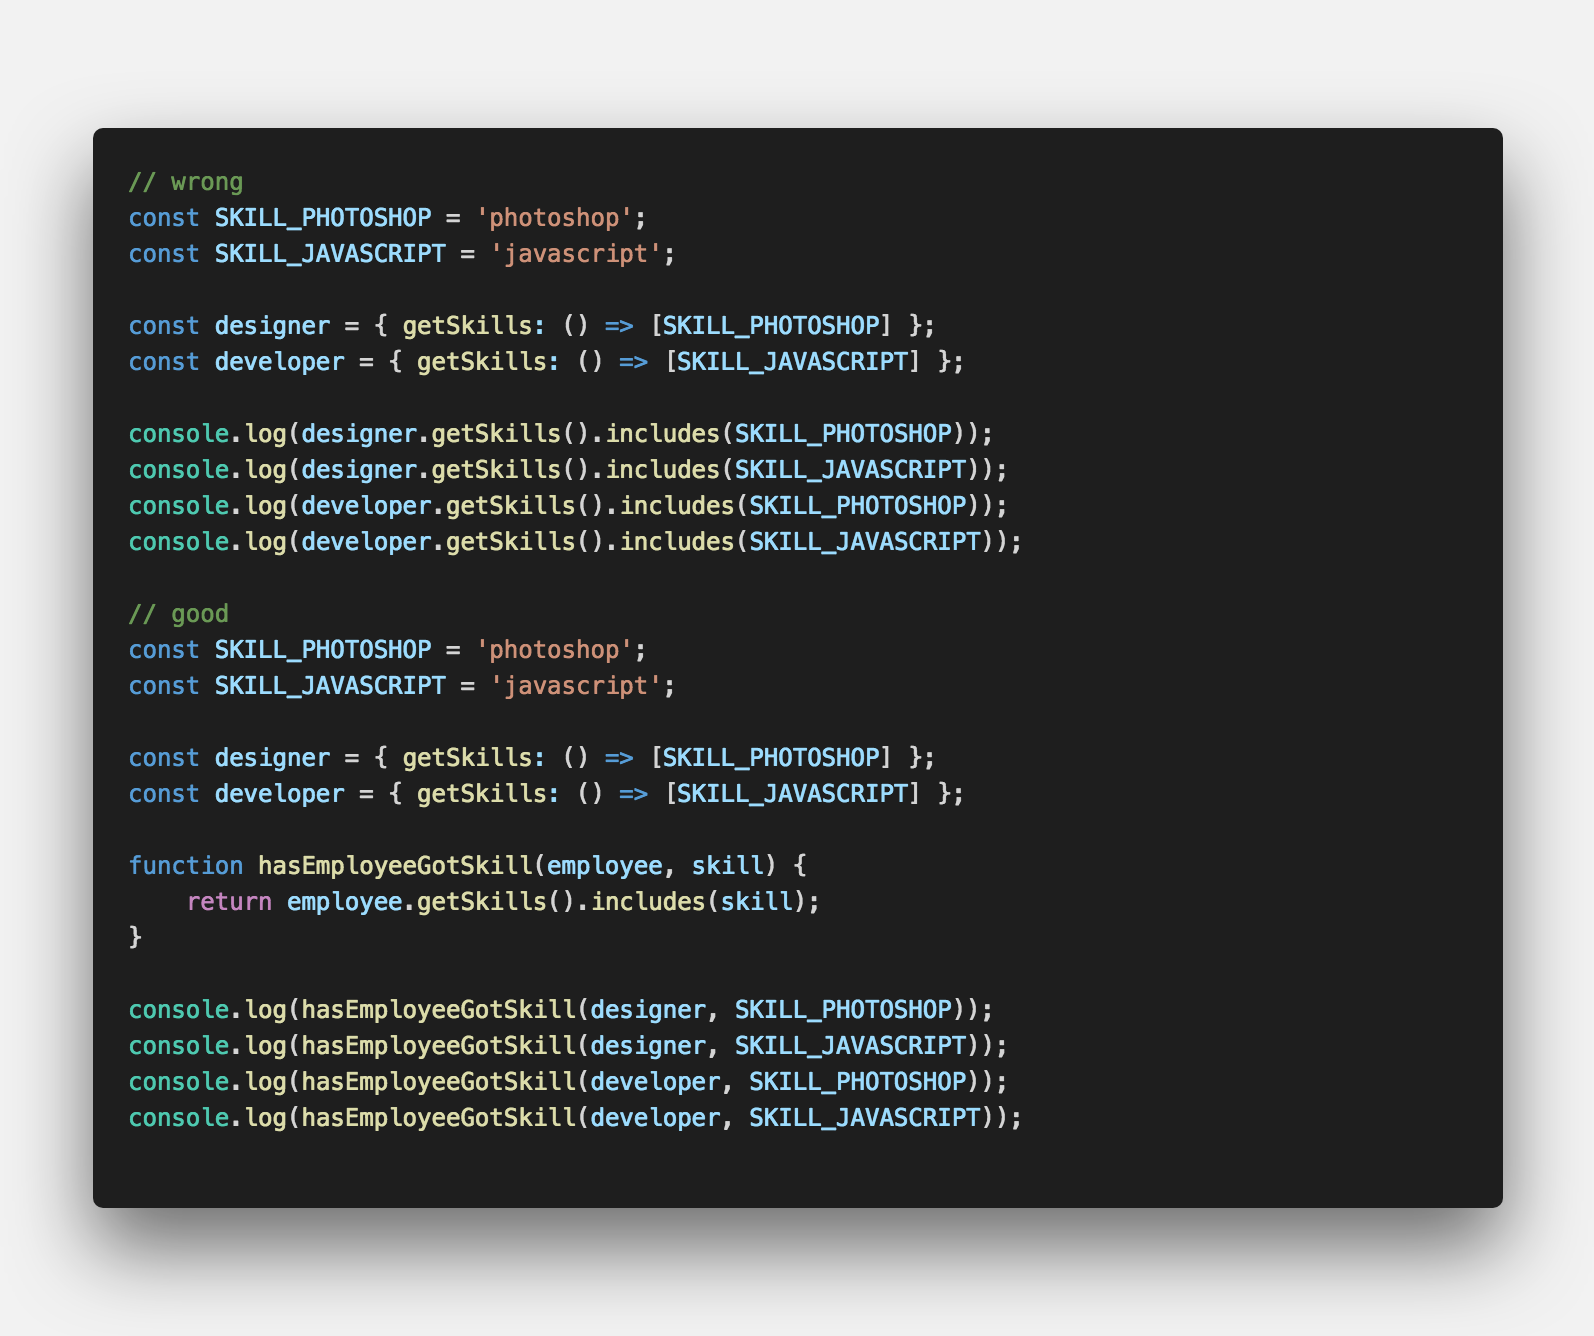 // wrong
const SKILL_PHOTOSHOP = 'photoshop';
const SKILL_JAVASCRIPT = 'javascript';

const designer = { getSkills: () => [SKILL_PHOTOSHOP] };
const developer = { getSkills: () => [SKILL_JAVASCRIPT] };

console.log(designer.getSkills().includes(SKILL_PHOTOSHOP));
console.log(designer.getSkills().includes(SKILL_JAVASCRIPT));
console.log(developer.getSkills().includes(SKILL_PHOTOSHOP));
console.log(developer.getSkills().includes(SKILL_JAVASCRIPT));

// good
const SKILL_PHOTOSHOP = 'photoshop';
const SKILL_JAVASCRIPT = 'javascript';

const designer = { getSkills: () => [SKILL_PHOTOSHOP] };
const developer = { getSkills: () => [SKILL_JAVASCRIPT] };

function hasEmployeeGotSkill(employee, skill) {
    return employee.getSkills().includes(skill);
}

console.log(hasEmployeeGotSkill(designer, SKILL_PHOTOSHOP));
console.log(hasEmployeeGotSkill(designer, SKILL_JAVASCRIPT));
console.log(hasEmployeeGotSkill(developer, SKILL_PHOTOSHOP));
console.log(hasEmployeeGotSkill(developer, SKILL_JAVASCRIPT));